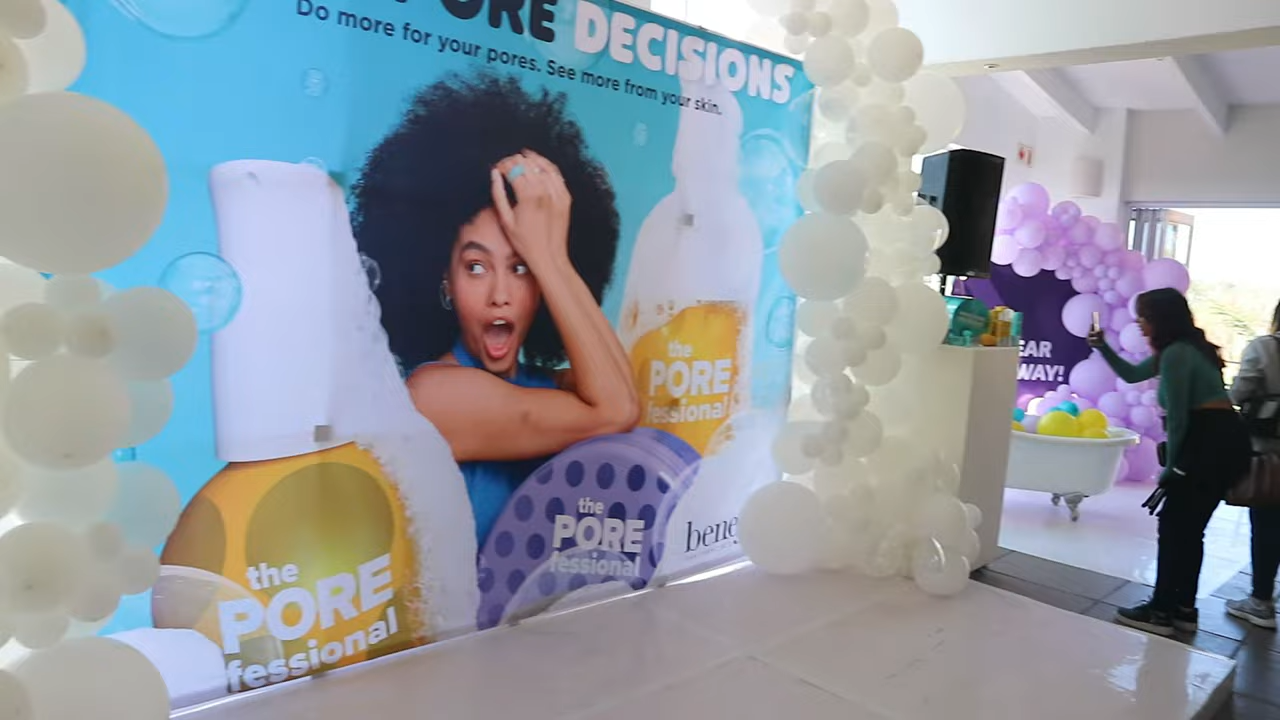 PORE DECISIONS
Do more for your pores. See more from your skin.
the
PORE
fessional
the
PORE
fessional
the
PORE
fessional
bene
EAR
WAY!